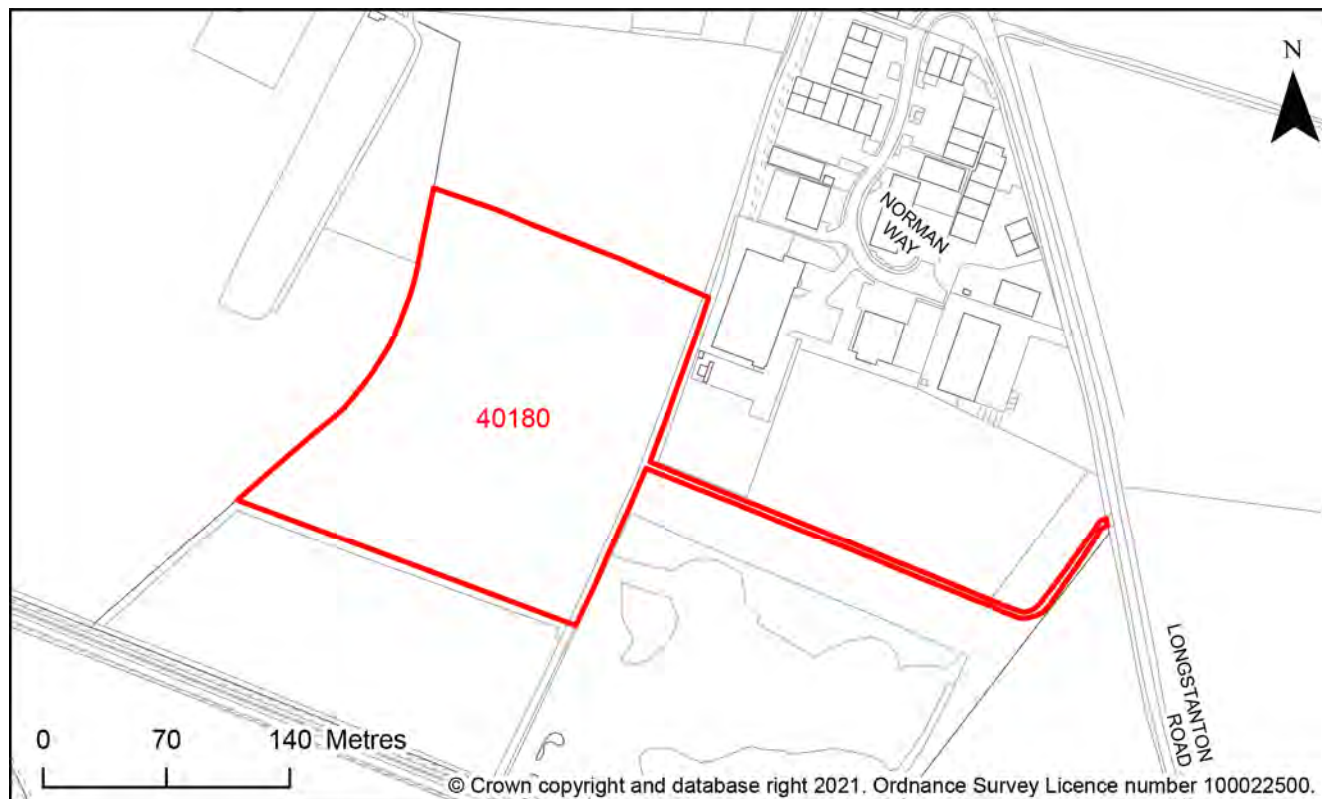 N
NORMAN
WAY
40180
LONGSTANTON
ROAD
0 70 140 Metres
© Crown copyright and database right 2021. Ordnance Survey Licence number 100022500.